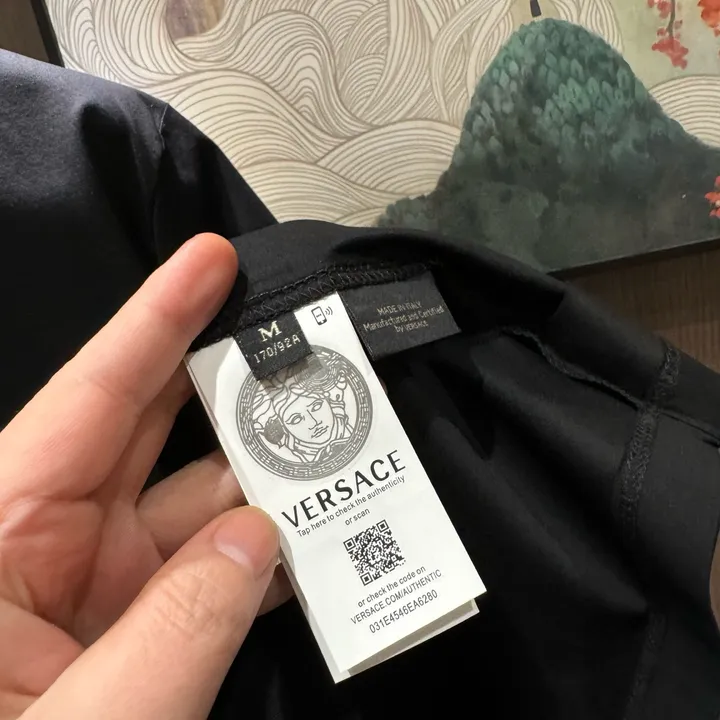 M
170/92A
MADE IN ITALY
Manufactured and Certified
by VERSACE
VERSACE
Tap here to check the authenticity
or scan
or check the code on
VERSACE.COM/AUTHENTIC
031E4546EA6280